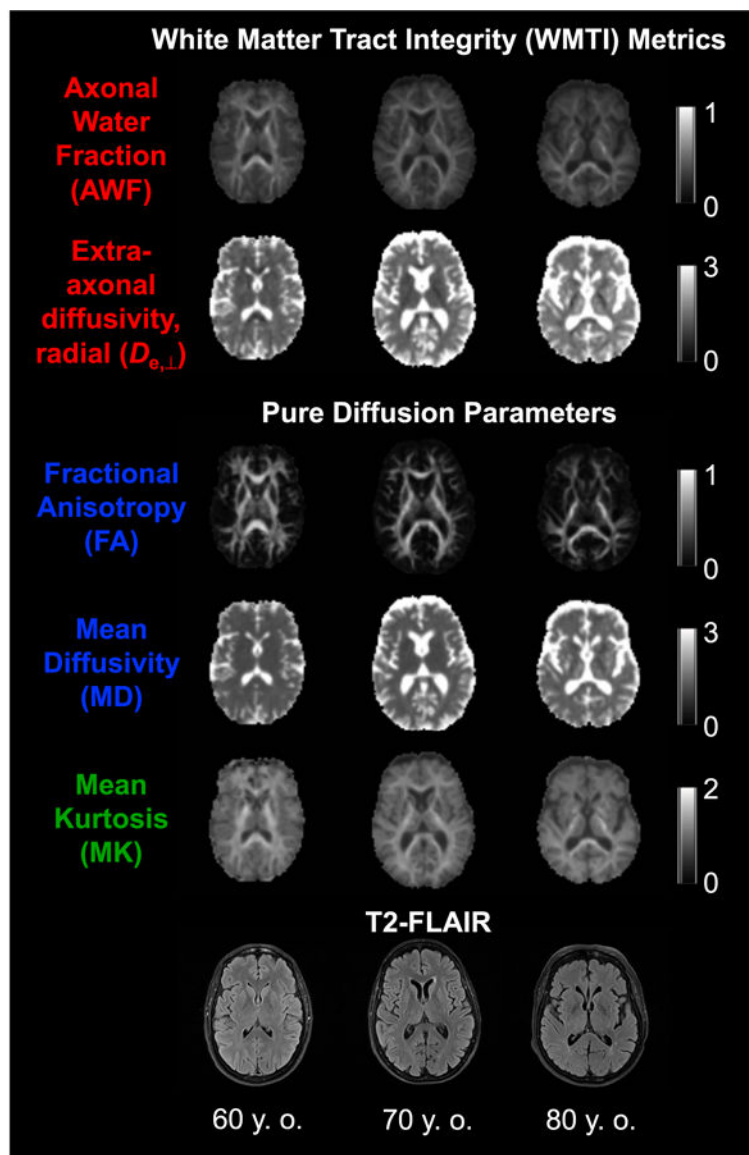 White Matter Tract Integrity (WMTI) Metrics
Axonal
Water
Fraction
(AWF)
1
0
Extra-
axonal
diffusivity,
radial (D e,⊥)
3
0
Pure Diffusion Parameters
Fractional
Anisotropy
(FA)
1
0
Mean
Diffusivity
(MD)
3
0
Mean
Kurtosis
(MK)
2
0
T2-FLAIR
60 y. o. 70 y. o. 80 y. o.